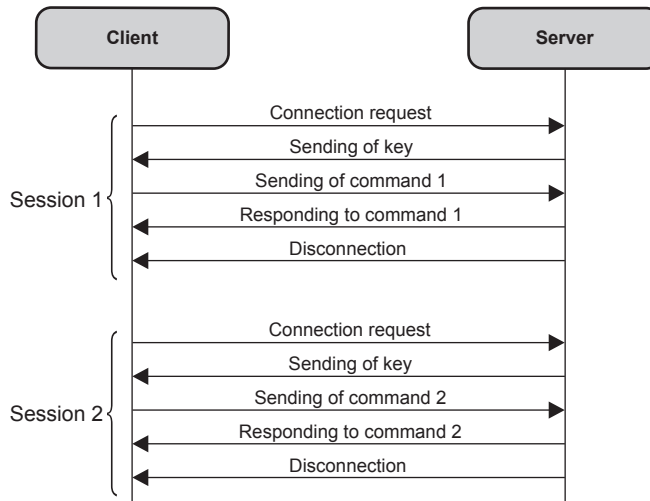 Client
Server
Connection request
Sending of key
Session 1
Sending of command 1
Responding to command 1
Disconnection
Connection request
Sending of key
Session 2
Sending of command 2
Responding to command 2
Disconnection